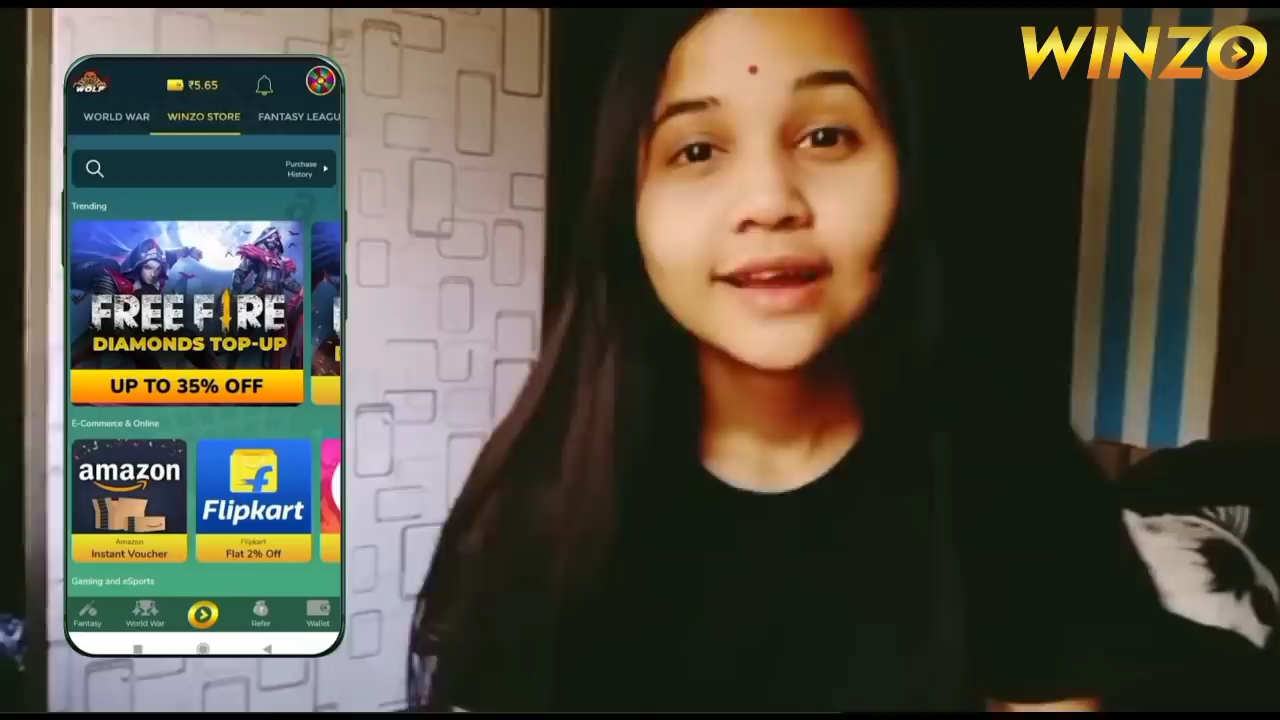 WINZO
WOLF
₹5.65
WORLD WAR
WINZO STORE
FANTASY LEAGU
Purchase
History
Trending
FREE FIRE
DIAMONDS TOP-UP
UP TO 35% OFF
E-Commerce & Online
amazon
Amazon
Instant Voucher
Flipkart
Flipkart
Flat 2% Off
Gaming and eSports
Fantasy
World War
Refer
Wallet